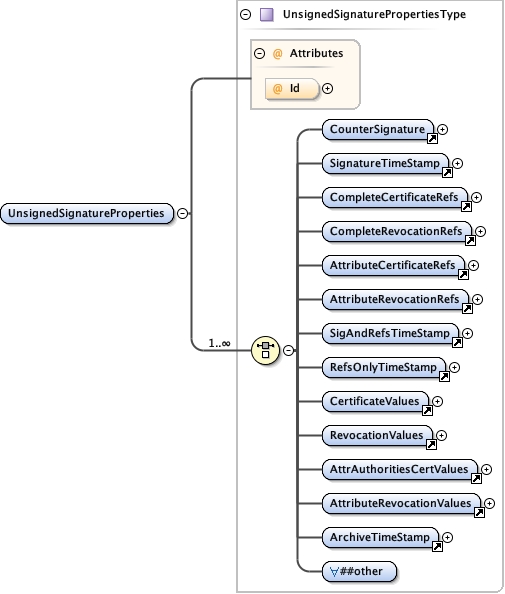 UnsignedSignaturePropertiesType
@ Attributes
@ Id
CounterSignature
SignatureTimeStamp
CompleteCertificateRefs
UnsignedSignatureProperties
CompleteRevocationRefs
AttributeCertificateRefs
AttributeRevocationRefs
SigAndRefsTimeStamp
1..∞
RefsOnlyTimeStamp
CertificateValues
RevocationValues
AttrAuthoritiesCertValues
AttributeRevocationValues
ArchiveTimeStamp
∀##other